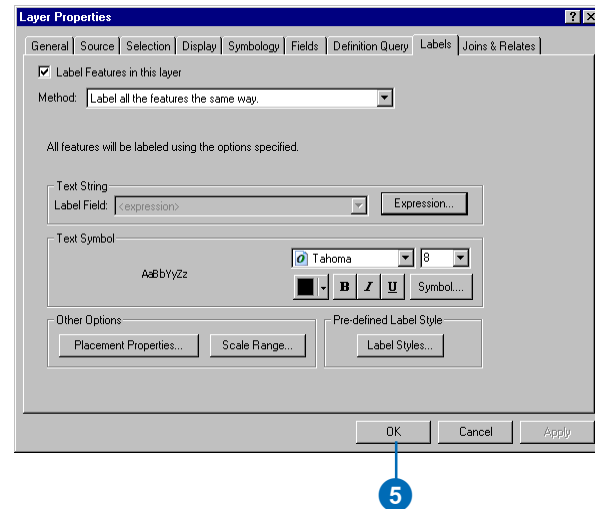 Layer Properties
General Source Selection Display Symbology Fields Definition Query Labels Joins & Relates
Label Features in this layer
Method: Label all the features the same way.
All features will be labeled using the options specified.
Text String
Label Field: <expression> Expression...
Text Symbol
AaBbYyZz
Tahoma 8
B I U Symbol....
Other Options
Placement Properties... Scale Range...
Pre-defined Label Style
Label Styles...
OK Cancel Apply
5